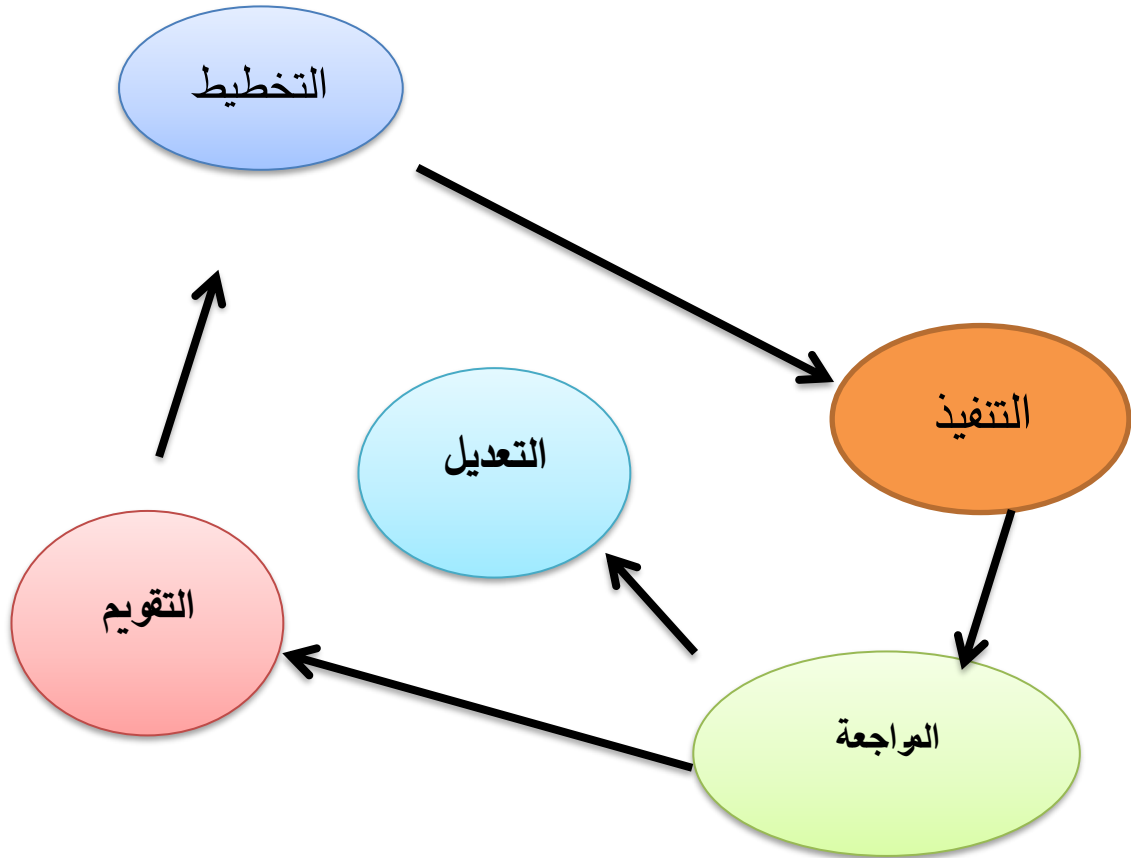 التخطيط
التنفيذ
التعديل
التقويم
المراجعة